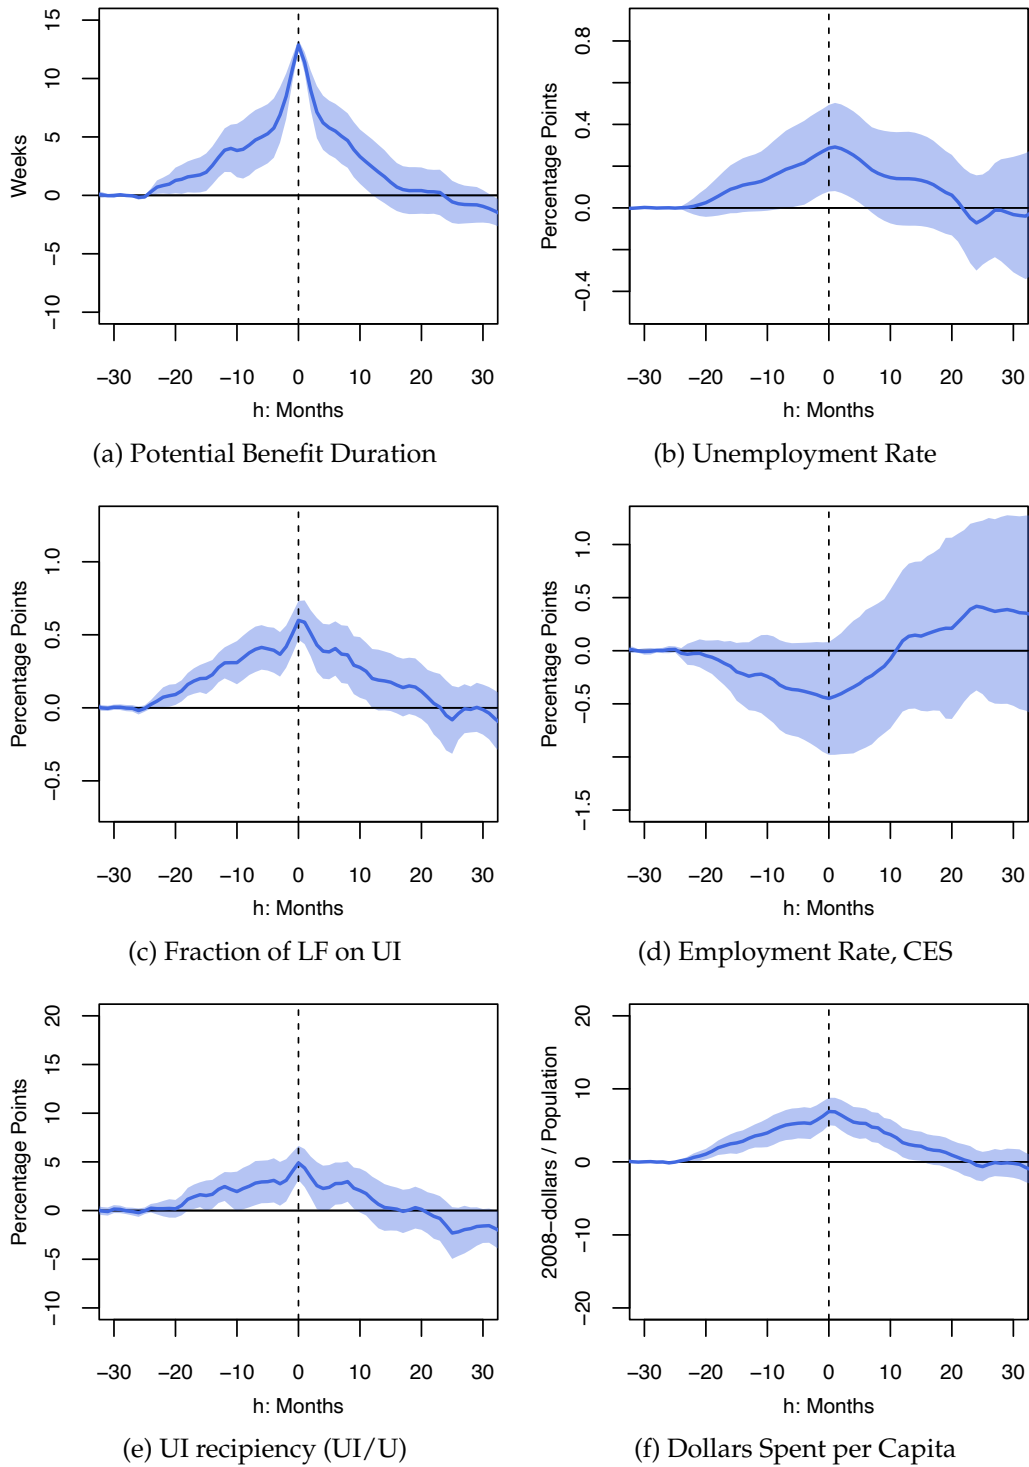 15
10
5
0
−5
−10
Weeks
−30 −20 −10 0 10 20 30
h: Months
(a) Potential Benefit Duration
0.8
0.4
0.0
−0.4
Percentage Points
−30 −20 −10 0 10 20 30
h: Months
(b) Unemployment Rate
1.0
0.5
0.0
−0.5
Percentage Points
−30 −20 −10 0 10 20 30
h: Months
(c) Fraction of LF on UI
1.0
0.5
0.0
−0.5
−1.5
Percentage Points
−30 −20 −10 0 10 20 30
h: Months
(d) Employment Rate, CES
20
15
10
5
0
−5
−10
Percentage Points
−30 −20 −10 0 10 20 30
h: Months
(e) UI recipiency (UI/U)
20
10
0
−10
−20
2008−dollars / Population
−30 −20 −10 0 10 20 30
h: Months
(f) Dollars Spent per Capita